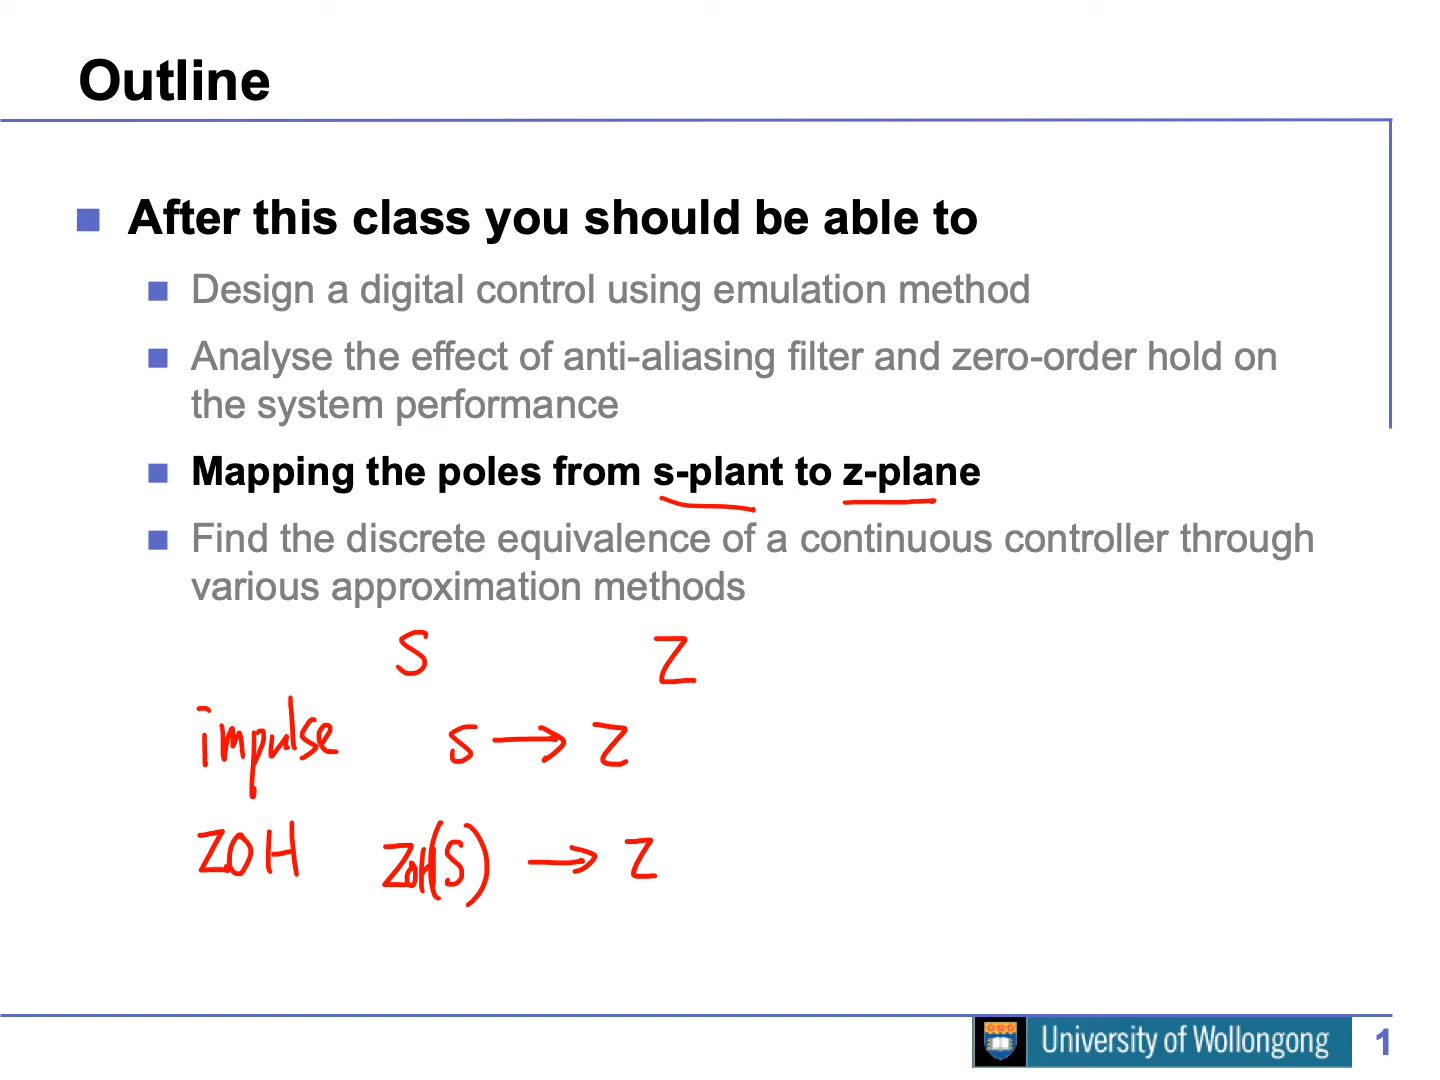 Outline
After this class you should be able to
Design a digital control using emulation method
Analyse the effect of anti-aliasing filter and zero-order hold on
the system performance
Mapping the poles from s-plant to z-plane
Find the discrete equivalence of a continuous controller through
various approximation methods
S Z
impulse s → z
ZOH ZOH(S) → Z
University of Wollongong 1